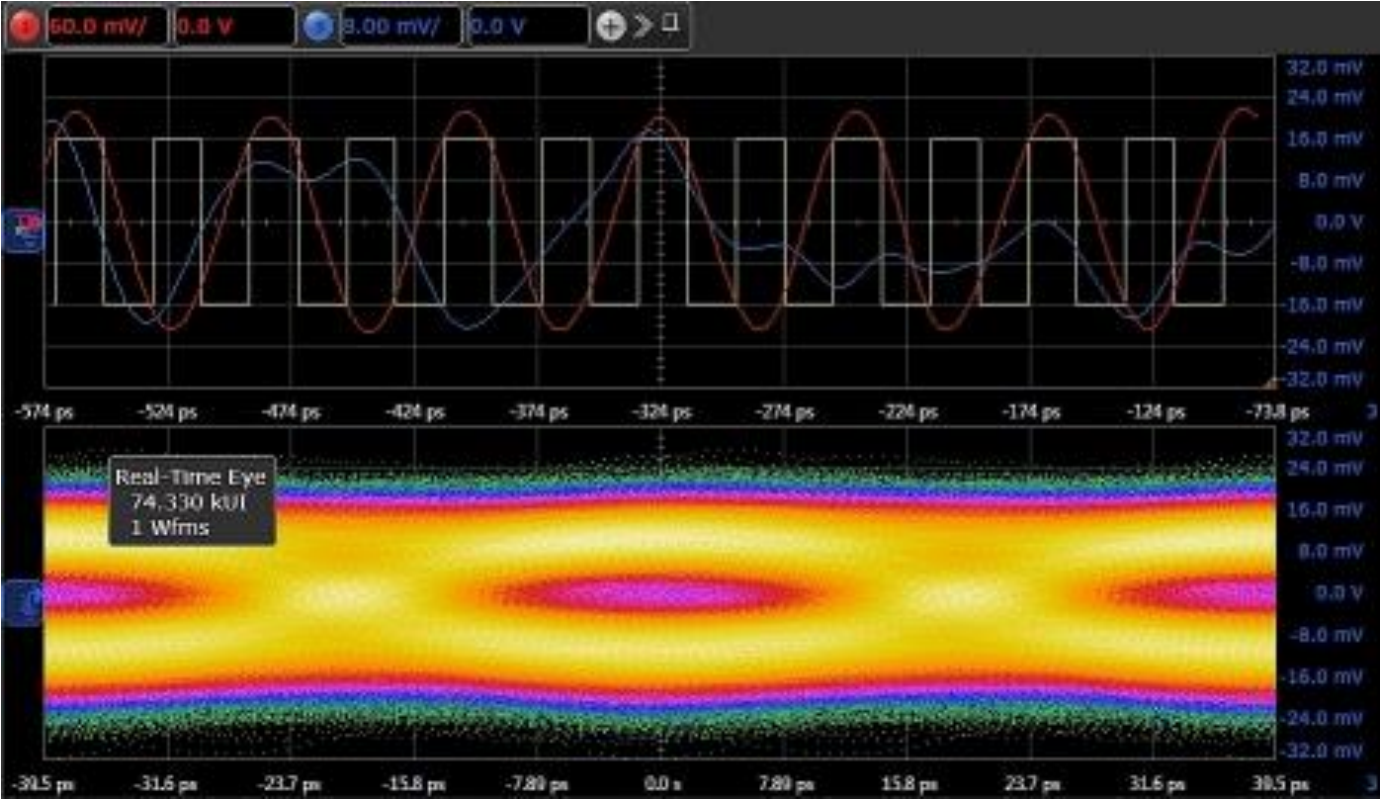 60.0 mV/ 0.0 V 8.00 mV/ 0.0 V
32.0 mV
24.0 mV
16.0 mV
8.0 mV
0.0 V
-8.0 mV
-16.0 mV
-24.0 mV
-32.0 mV
-574 ps -524 ps -474 ps -424 ps -374 ps -324 ps -274 ps -224 ps -174 ps -124 ps -73.8 ps
Real-Time Eye
74.330 kUI
1 Wfms
32.0 mV
24.0 mV
16.0 mV
8.0 mV
0.0 V
-8.0 mV
-16.0 mV
-24.0 mV
-32.0 mV
-39.5 ps -31.6 ps -23.7 ps -15.8 ps -7.89 ps 0.0 s 7.89 ps 15.8 ps 23.7 ps 31.6 ps 39.5 ps